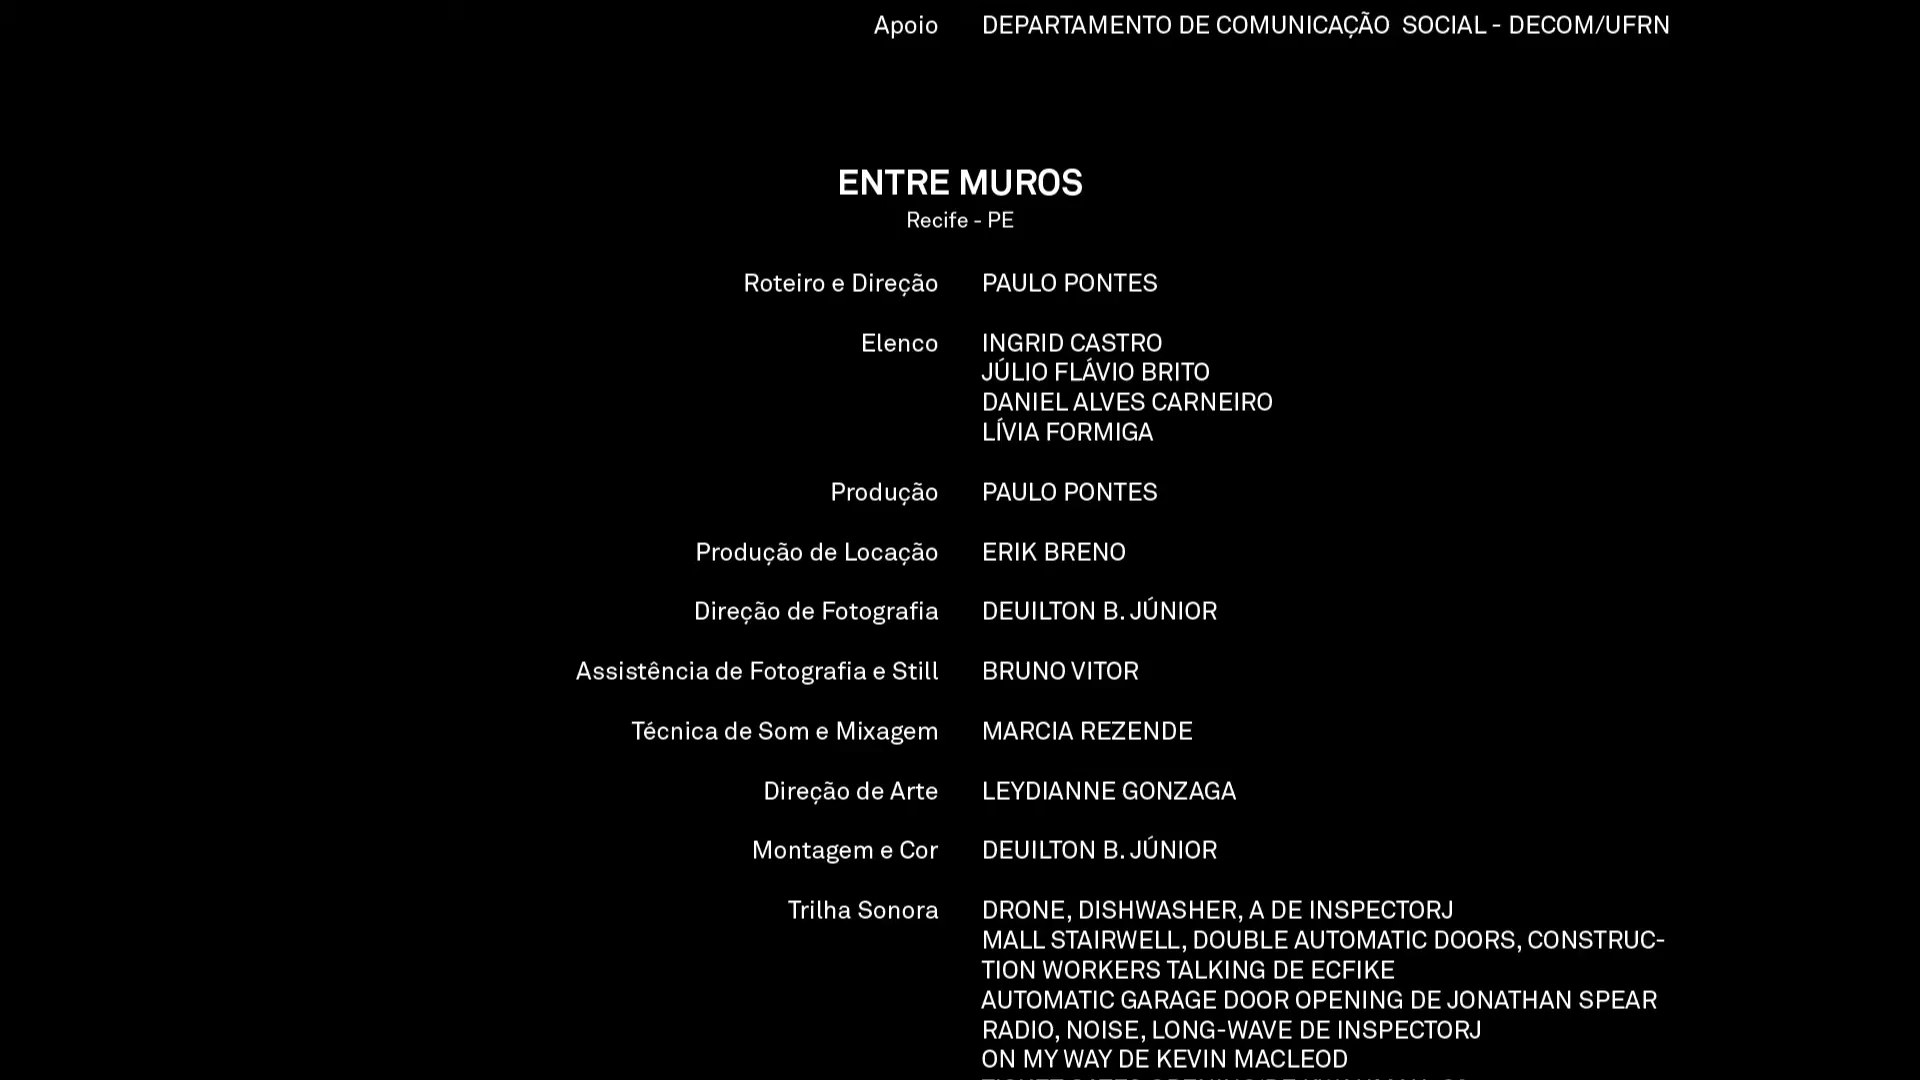 Apoio DEPARTAMENTO DE COMUNICAÇÃO SOCIAL - DECOM/UFRN
ENTRE MUROS
Recife - PE
Roteiro e Direção PAULO PONTES
Elenco INGRID CASTRO
JÚLIO FLÁVIO BRITO
DANIEL ALVES CARNEIRO
LÍVIA FORMIGA
Produção PAULO PONTES
Produção de Locação ERIK BRENO
Direção de Fotografia DEUILTON B. JÚNIOR
Assistência de Fotografia e Still BRUNO VITOR
Técnica de Som e Mixagem MARCIA REZENDE
Direção de Arte LEYDIANNE GONZAGA
Montagem e Cor DEUILTON B. JÚNIOR
Trilha Sonora DRONE, DISHWASHER, A DE INSPECTORJ
MALL STAIRWELL, DOUBLE AUTOMATIC DOORS, CONSTRUC-
TION WORKERS TALKING DE ECFIKE
AUTOMATIC GARAGE DOOR OPENING DE JONATHAN SPEAR
RADIO, NOISE, LONG-WAVE DE INSPECTORJ
ON MY WAY DE KEVIN MACLEOD